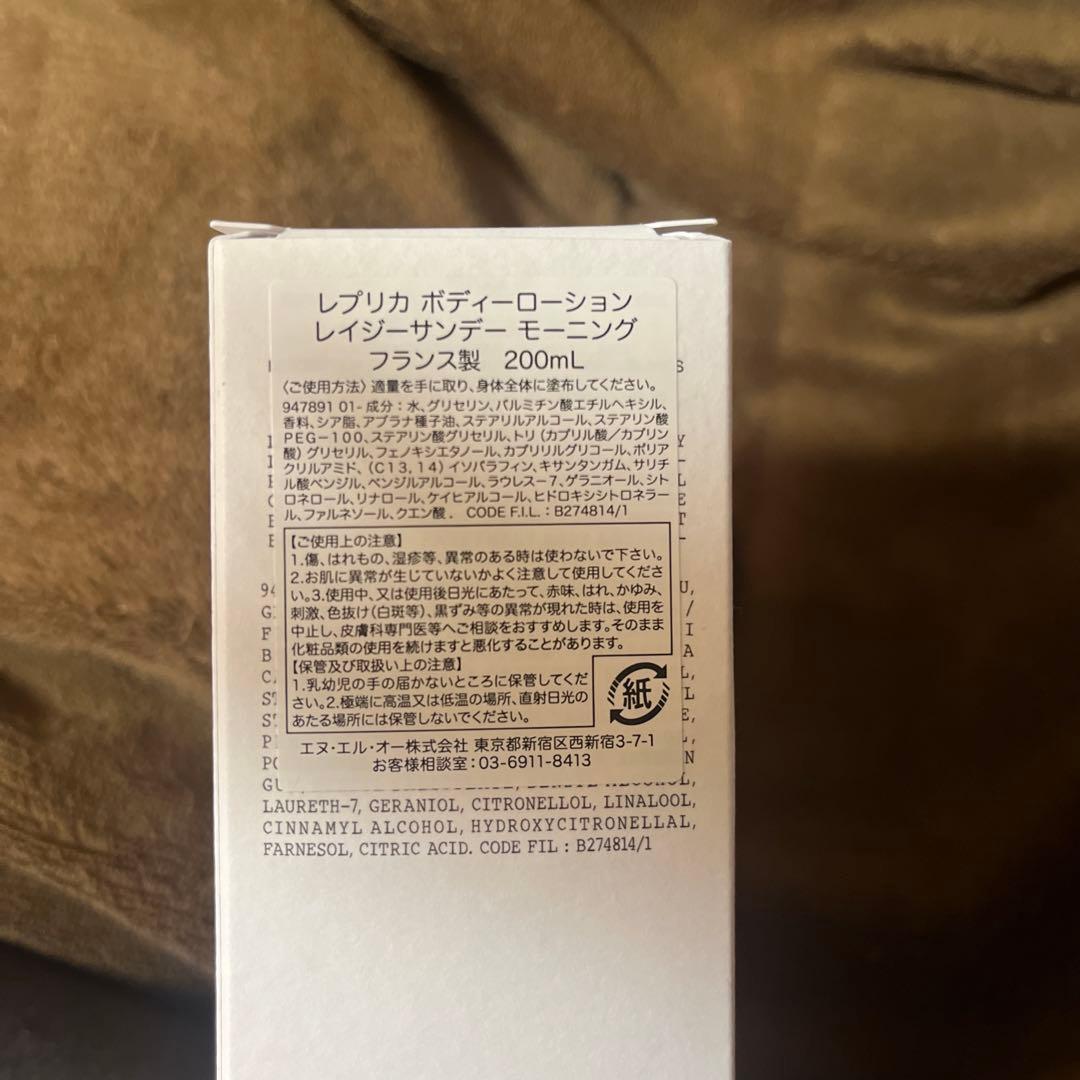 レプリカ ボディーローション
レイジーサンデー モーニング
フランス製 200mL
〈ご使用方法〉適量を手に取り、身体全体に塗布してください。
947891 01- 成分：水、グリセリン、パルミチン酸エチルヘキシル、
香料、シア脂、アブラナ種子油、ステアリルアルコール、ステアリン酸
PEG－100、ステアリン酸グリセリル、トリ（カプリル酸／カプリン
酸）グリセリル、フェノキシエタノール、カプリリルグリコール、ポリア
クリルアミド、（C13，14）イソパラフィン、キサンタンガム、サリチ
ル酸ベンジル、ベンジルアルコール、ラウレス－7、ゲラニオール、シト
ロネロール、リナロール、ケイヒアルコール、ヒドロキシシトロネラー
ル、ファルネソール、クエン酸． CODE F.I.L.：B274814/1
【ご使用上の注意】
1.傷、はれもの、湿疹等、異常のある時は使わないで下さい。
2.お肌に異常が生じていないかよく注意して使用してくださ
い。3.使用中、又は使用後日光にあたって、赤味、はれ、かゆみ、
刺激、色抜け(白斑等)、黒ずみ等の異常が現れた時は、使用を
中止し、皮膚科専門医等へご相談をおすすめします。そのまま
化粧品類の使用を続けますと悪化することがあります。
【保管及び取扱い上の注意】
1.乳幼児の手の届かないところに保管してくだ
さい。2.極端に高温又は低温の場所、直射日光の
あたる場所には保管しないでください。
紙
エヌ・エル・オー株式会社 東京都新宿区西新宿3-7-1
お客様相談室：03-6911-8413
LAURETH-7, GERANIOL, CITRONELLOL, LINALOOL,
CINNAMYL ALCOHOL, HYDROXYCITRONELLAL,
FARNESOL, CITRIC ACID. CODE FIL : B274814/1